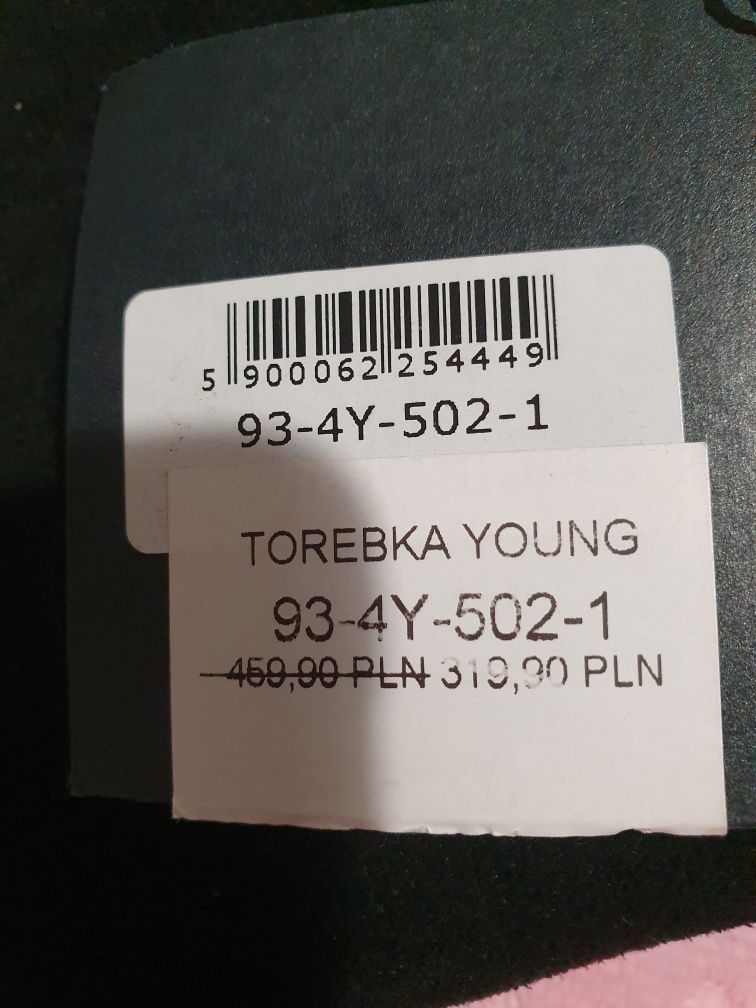 5 900062 254449
93-4Y-502-1
TOREBKA YOUNG
93-4Y-502-1
459,90 PLN 319,90 PLN